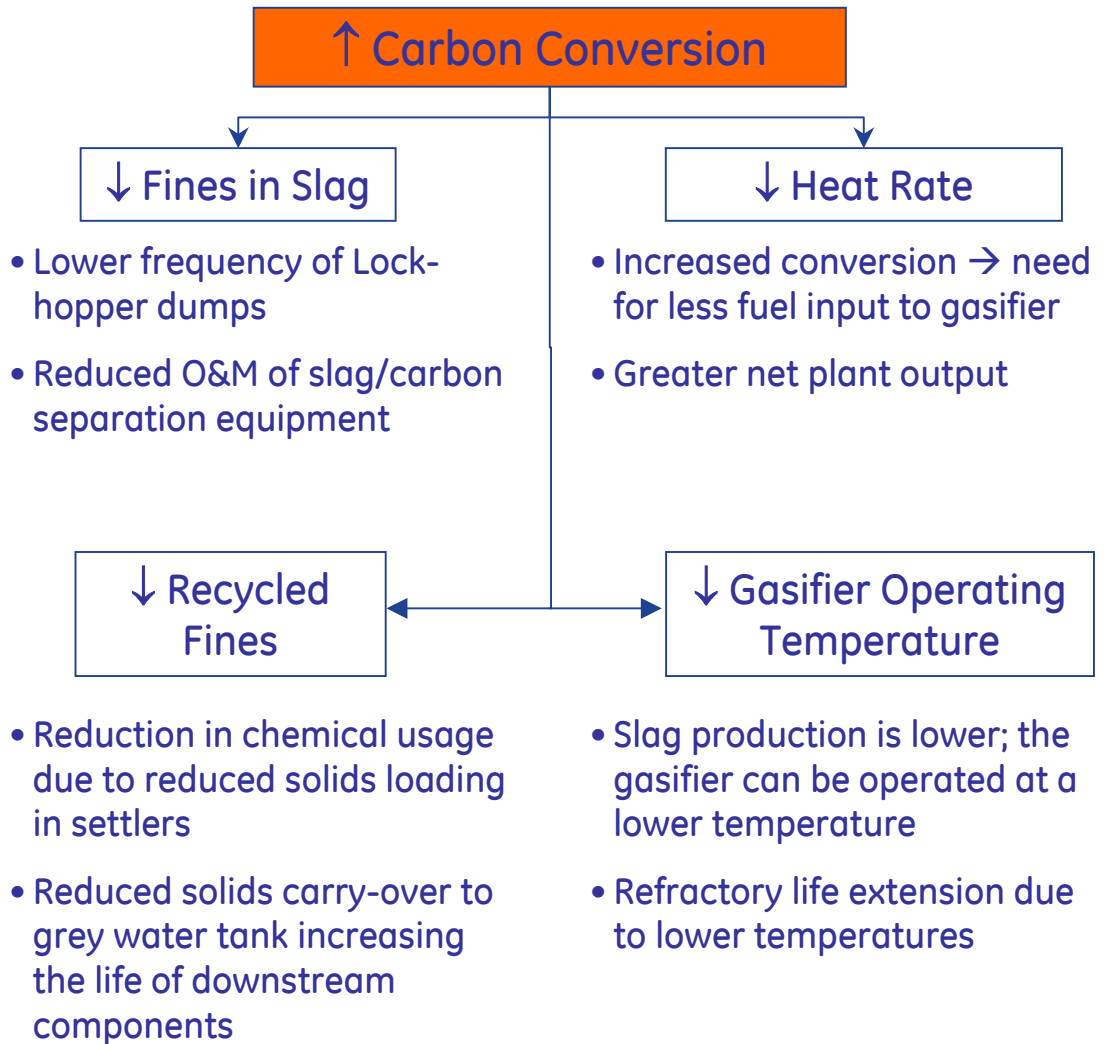 ↑ Carbon Conversion
↓ Fines in Slag
• Lower frequency of Lock-
hopper dumps
• Reduced O&M of slag/carbon
separation equipment
↓ Heat Rate
• Increased conversion → need
for less fuel input to gasifier
• Greater net plant output
↓ Recycled
Fines
• Reduction in chemical usage
due to reduced solids loading
in settlers
• Reduced solids carry-over to
grey water tank increasing
the life of downstream
components
↓ Gasifier Operating
Temperature
• Slag production is lower; the
gasifier can be operated at a
lower temperature
• Refractory life extension due
to lower temperatures